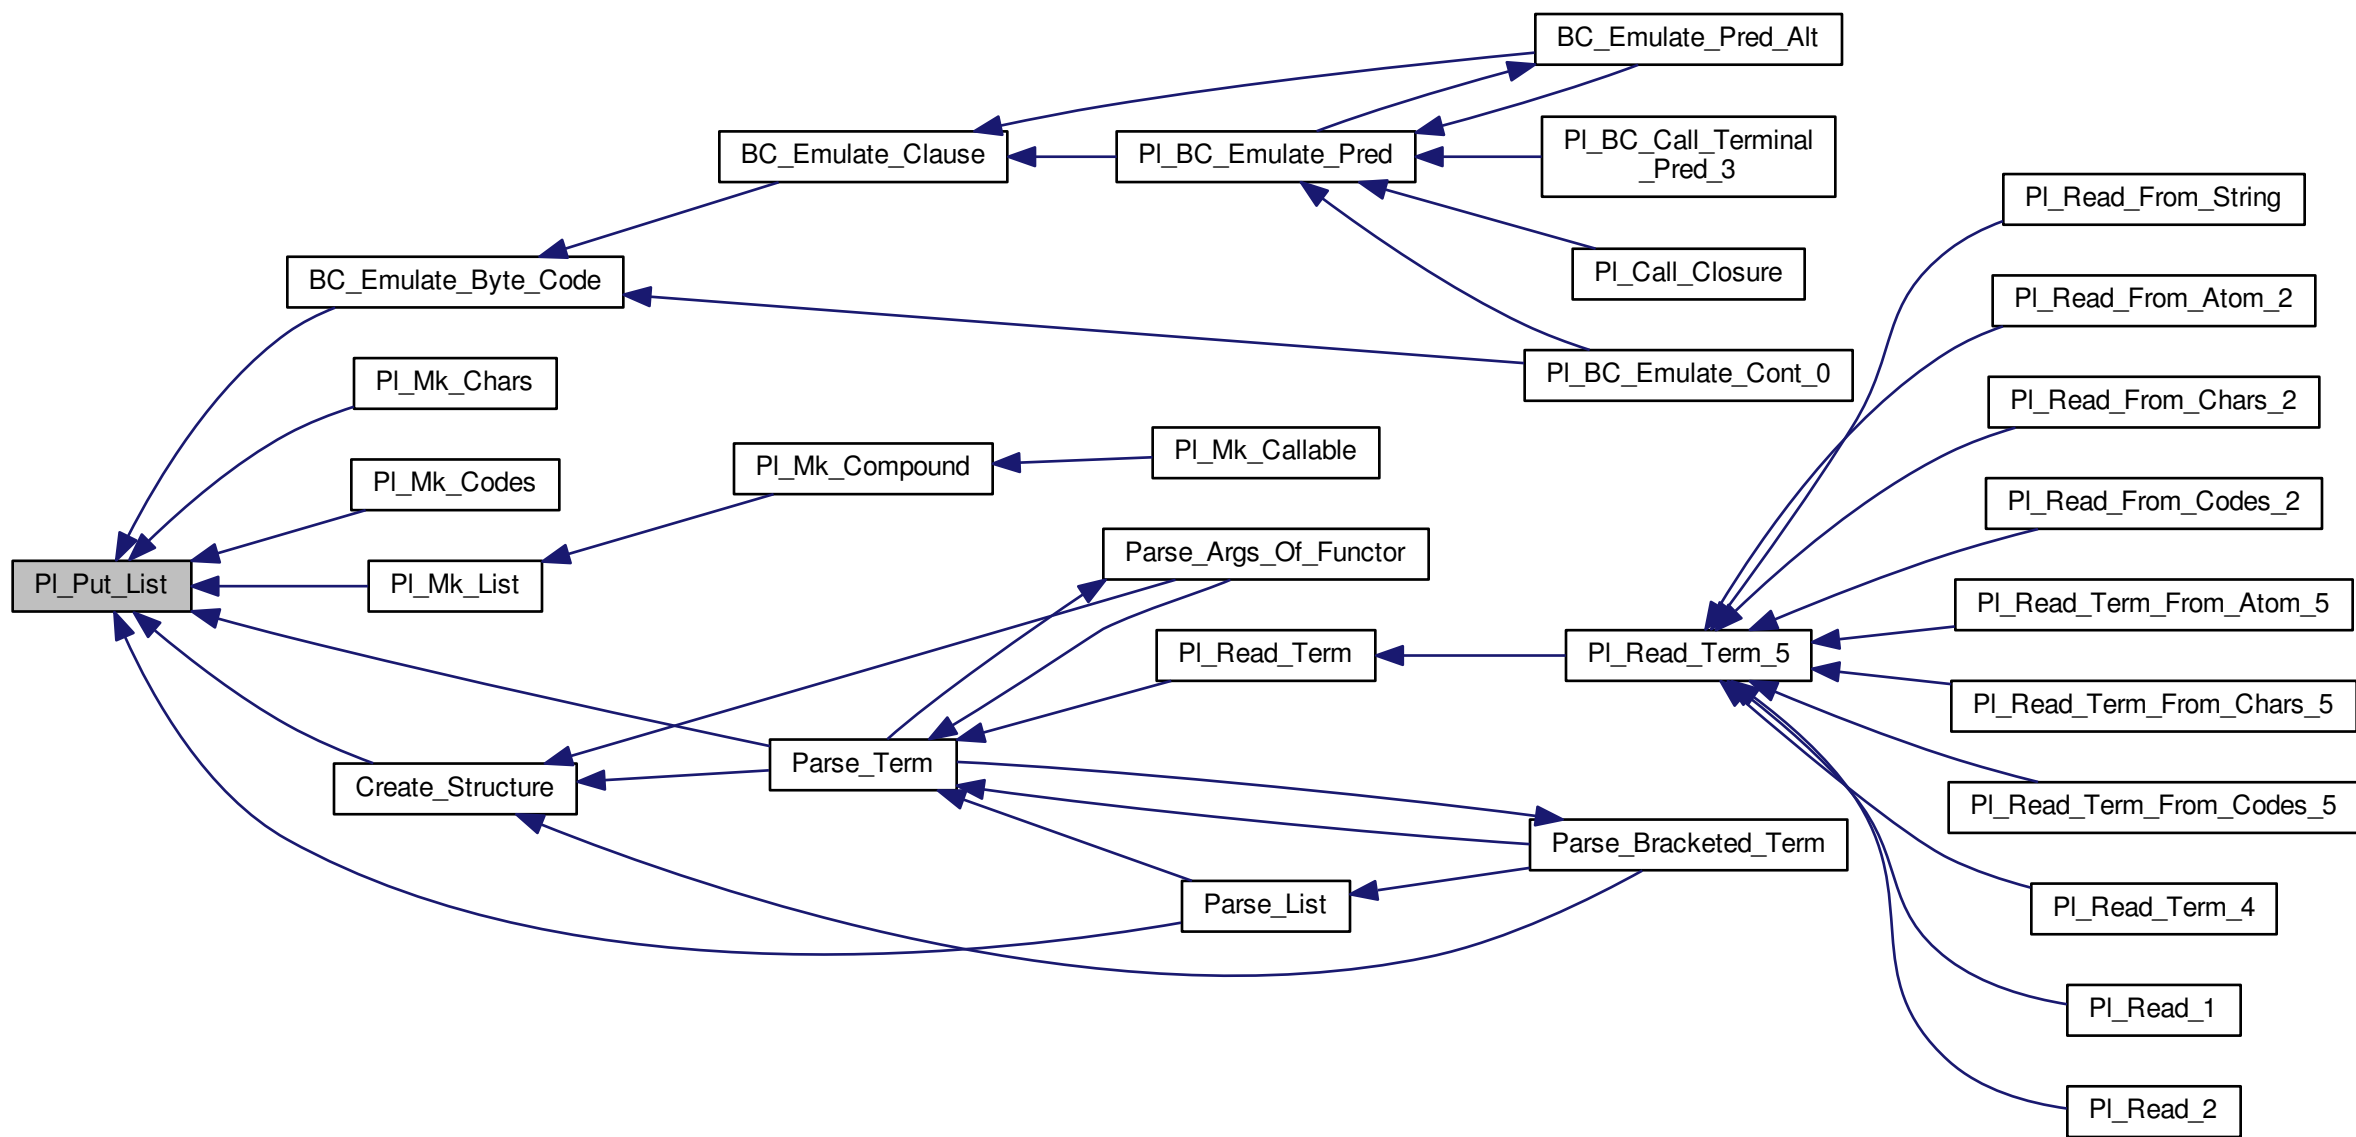 BC_Emulate_Pred_Alt
BC_Emulate_Clause
Pl_BC_Emulate_Pred
Pl_BC_Call_Terminal
_Pred_3
Pl_Read_From_String
Pl_Call_Closure
BC_Emulate_Byte_Code
Pl_Read_From_Atom_2
Pl_BC_Emulate_Cont_0
Pl_Mk_Chars
Pl_Read_From_Chars_2
Pl_Mk_Callable
Pl_Mk_Compound
Pl_Mk_Codes
Pl_Read_From_Codes_2
Parse_Args_Of_Functor
Pl_Put_List
Pl_Mk_List
Pl_Read_Term_From_Atom_5
Pl_Read_Term
Pl_Read_Term_5
Pl_Read_Term_From_Chars_5
Parse_Term
Create_Structure
Pl_Read_Term_From_Codes_5
Parse_Bracketed_Term
Parse_List
Pl_Read_Term_4
Pl_Read_1
Pl_Read_2